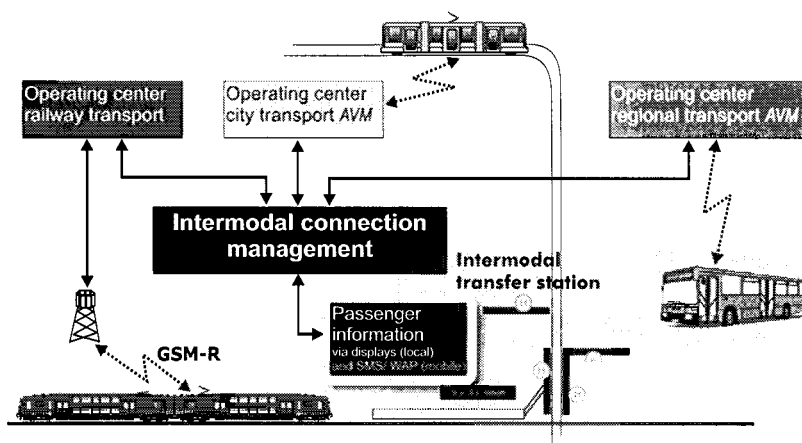 Operating center
railway transport
Operating center
city transport AVM
Operating center
regional transport AVM
Intermodal connection
management
Intermodal
transfer station
Passenger
information
via displays (local)
and SMS/ WAP (mobile
GSM-R